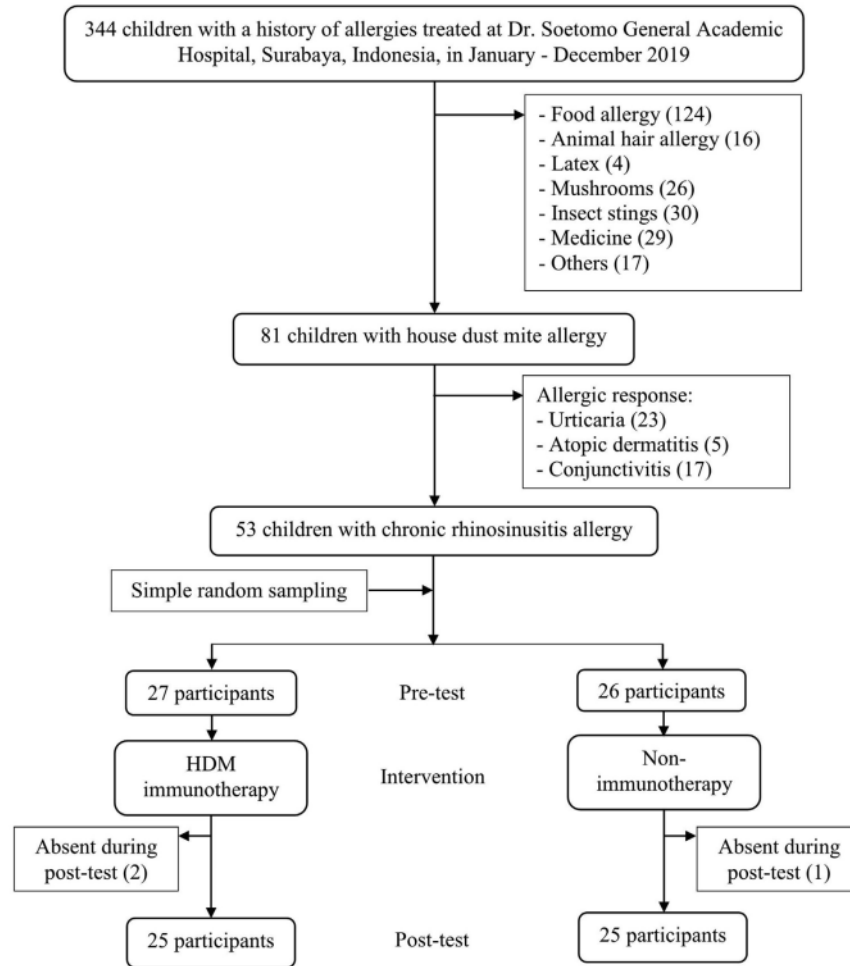 344 children with a history of allergies treated at Dr. Soetomo General Academic
Hospital, Surabaya, Indonesia, in January - December 2019
- Food allergy (124)
- Animal hair allergy (16)
- Latex (4)
- Mushrooms (26)
- Insect stings (30)
- Medicine (29)
- Others (17)
81 children with house dust mite allergy
Allergic response:
- Urticaria (23)
- Atopic dermatitis (5)
- Conjunctivitis (17)
53 children with chronic rhinosinusitis allergy
Simple random sampling
27 participants
Pre-test
26 participants
HDM
immunotherapy
Intervention
Non-
immunotherapy
Absent during
post-test (2)
Absent during
post-test (1)
25 participants
Post-test
25 participants